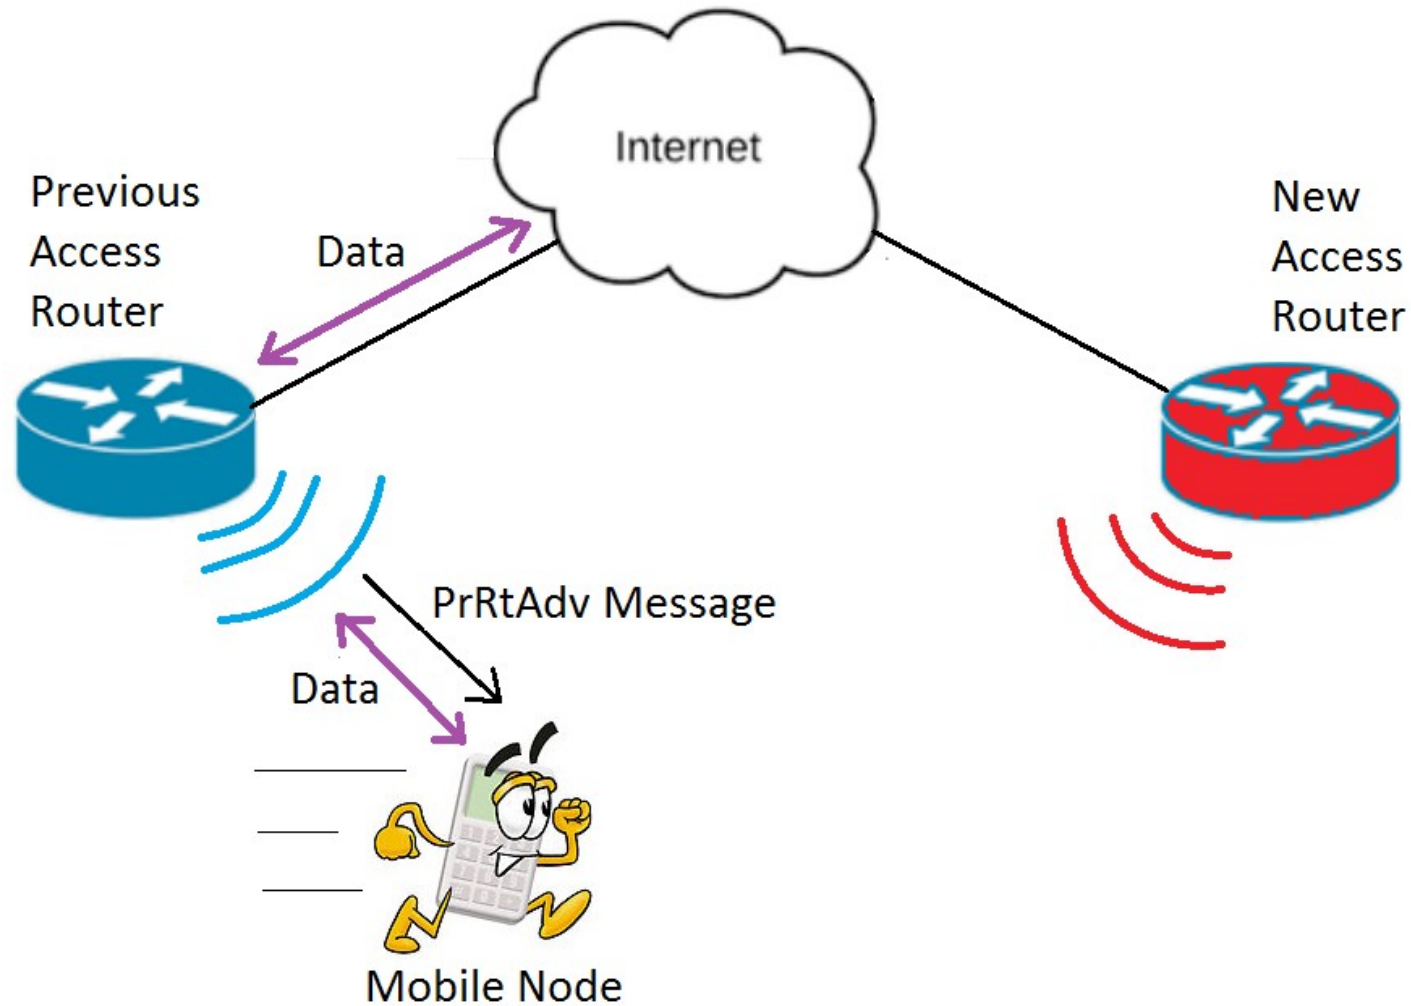 Internet
Previous
Access
Router
Data
New
Access
Router
PrRtAdv Message
Data
Mobile Node